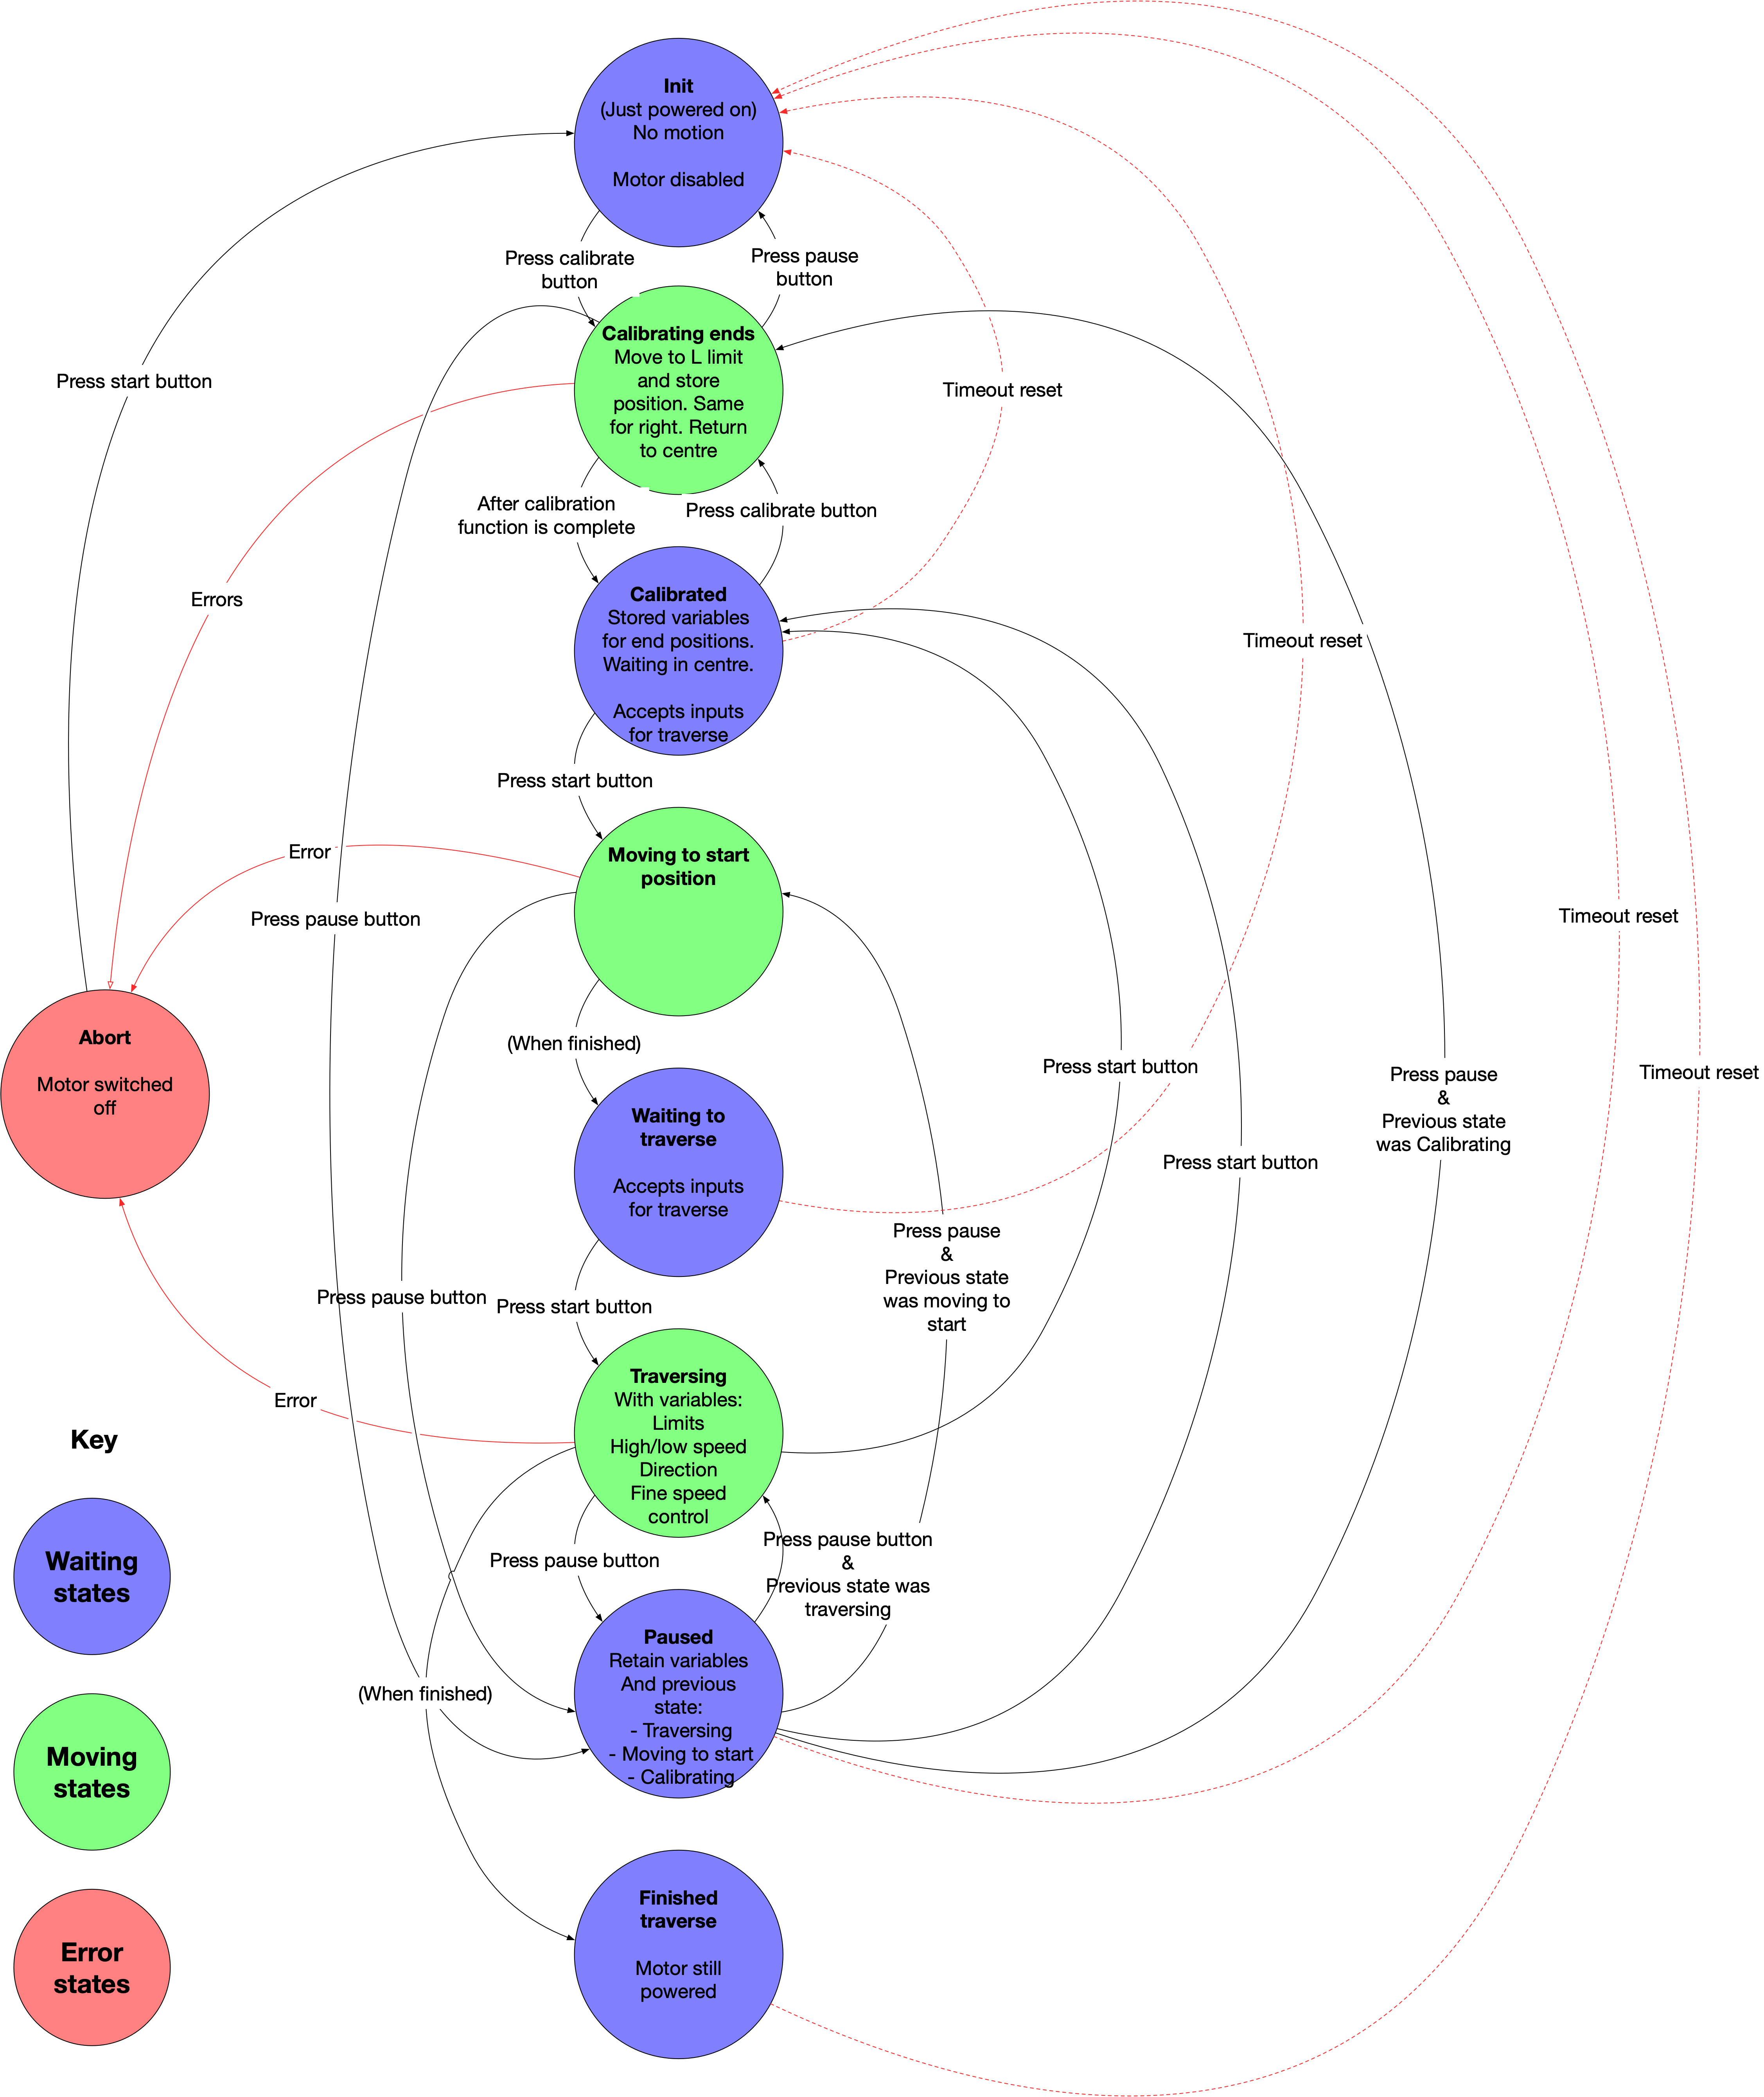 Init
(Just powered on)
No motion
Motor disabled
Press calibrate
button
Press pause
button
Calibrating ends
Move to L limit
and store
position. Same
for right. Return
to centre
Press start button
Timeout reset
After calibration
function is complete
Press calibrate button
Errors
Calibrated
Stored variables
for end positions.
Waiting in centre.
Accepts inputs
for traverse
Timeout reset
Press start button
Error
Moving to start
position
Press pause button
Timeout reset
(When finished)
Abort
Motor switched
off
Press start button
Press pause
&
Previous state
was Calibrating
Timeout reset
Waiting to
traverse
Accepts inputs
for traverse
Press start button
Press pause
&
Previous state
was moving to
start
Press pause button
Press start button
Traversing
With variables:
Limits
High/low speed
Direction
Fine speed
control
Error
Press pause button
Press pause button
&
Previous state was
traversing
Paused
Retain variables
And previous
state:
- Traversing
- Moving to start
- Calibrating
(When finished)
Finished
traverse
Motor still
powered
Key
Waiting
states
Moving
states
Error
states